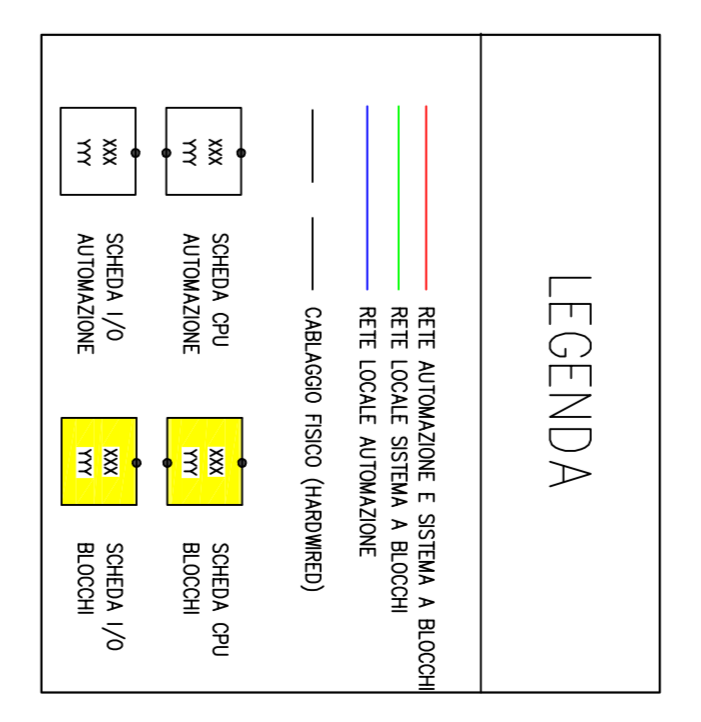 LEGENDA
RETE AUTOMAZIONE E SISTEMA A BLOCCHI
RETE LOCALE SISTEMA A BLOCCHI
RETE LOCALE AUTOMAZIONE
CABLAGGIO FISICO (HARDWIRED)
XXX
YYY
SCHEDA CPU
AUTOMAZIONE
XXX
YYY
SCHEDA CPU
BLOCCHI
XXX
YYY
SCHEDA I/O
AUTOMAZIONE
XXX
YYY
SCHEDA I/O
BLOCCHI